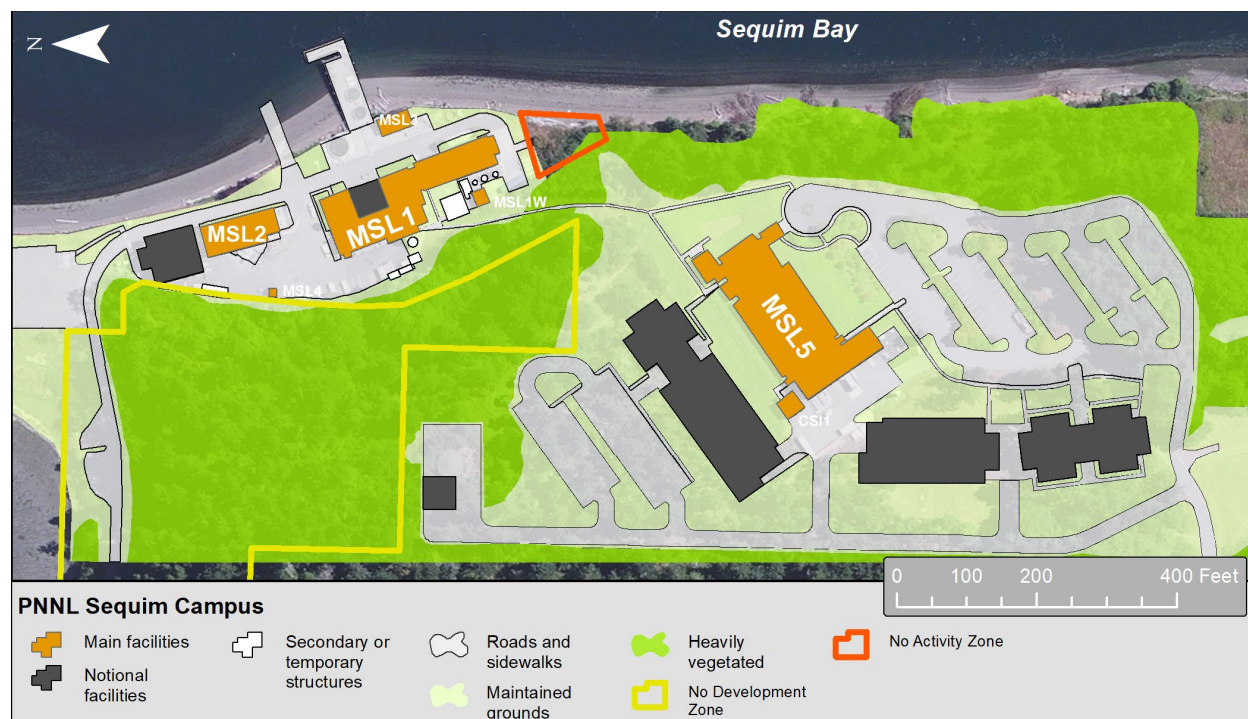 Sequim Bay
N
MSL3
MSL1W
MSL1
MSL2
MSL4
MSL5
CSI1
0 100 200 400 Feet
PNNL Sequim Campus
Main facilities
Notional
facilities
Secondary or
temporary
structures
Roads and
sidewalks
Maintained
grounds
Heavily
vegetated
No Development
Zone
No Activity Zone